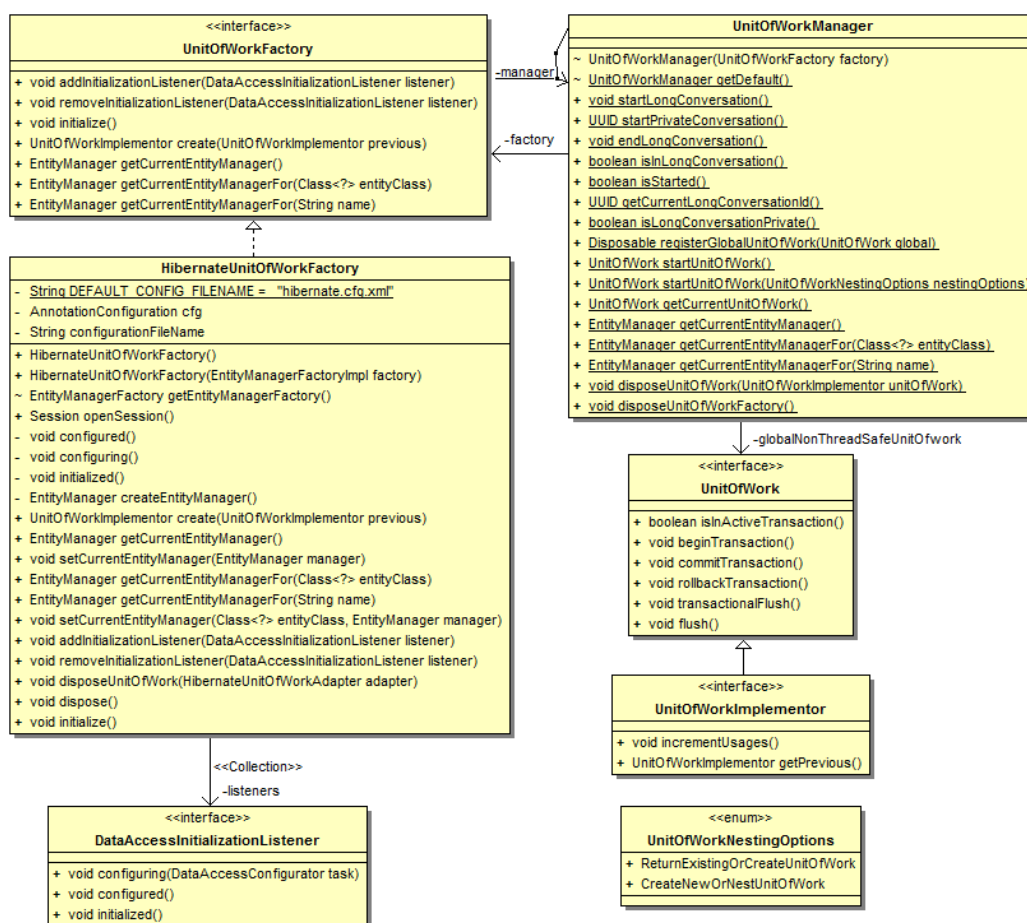 <<interface>>
UnitOfWorkFactory
+ void addInitializationListener(DataAccessInitializationListener listener)
+ void removeInitializationListener(DataAccessInitializationListener listener)
+ void initialize()
+ UnitOfWorkImplementor create(UnitOfWorkImplementor previous)
+ EntityManager getCurrentEntityManager()
+ EntityManager getCurrentEntityManagerFor(Class<?> entityClass)
+ EntityManager getCurrentEntityManagerFor(String name)
-manager
-factory
UnitOfWorkManager
~ UnitOfWorkManager(UnitOfWorkFactory factory)
~ UnitOfWorkManager getDefault()
+ void startLongConversation()
+ UUID startPrivateConversation()
+ void endLongConversation()
+ boolean isInLongConversation()
+ boolean isStarted()
+ UUID getCurrentLongConversationId()
+ boolean isLongConversationPrivate()
+ Disposable registerGlobalUnitOfWork(UnitOfWork global)
+ UnitOfWork startUnitOfWork()
+ UnitOfWork startUnitOfWork(UnitOfWorkNestingOptions nestingOptions)
+ UnitOfWork getCurrentUnitOfWork()
+ EntityManager getCurrentEntityManager()
+ EntityManager getCurrentEntityManagerFor(Class<?> entityClass)
+ EntityManager getCurrentEntityManagerFor(String name)
+ void disposeUnitOfWork(UnitOfWorkImplementor unitOfWork)
+ void disposeUnitOfWorkFactory()
HibernateUnitOfWorkFactory
- String DEFAULT_CONFIG_FILENAME = "hibernate.cfg.xml"
- AnnotationConfiguration cfg
- String configurationFileName
+ HibernateUnitOfWorkFactory()
+ HibernateUnitOfWorkFactory(EntityManagerFactoryImpl factory)
~ EntityManagerFactory getEntityManagerFactory()
+ Session openSession()
- void configured()
- void configuring()
- void initialized()
- EntityManager createEntityManager()
+ UnitOfWorkImplementor create(UnitOfWorkImplementor previous)
+ EntityManager getCurrentEntityManager()
+ void setCurrentEntityManager(EntityManager manager)
+ EntityManager getCurrentEntityManagerFor(Class<?> entityClass)
+ EntityManager getCurrentEntityManagerFor(String name)
+ void setCurrentEntityManager(Class<?> entityClass, EntityManager manager)
+ void addInitializationListener(DataAccessInitializationListener listener)
+ void removeInitializationListener(DataAccessInitializationListener listener)
+ void disposeUnitOfWork(HibernateUnitOfWorkAdapter adapter)
+ void dispose()
+ void initialize()
-globalNonThreadSafeUnitOfwork
<<interface>>
UnitOfWork
+ boolean isInActiveTransaction()
+ void beginTransaction()
+ void commitTransaction()
+ void rollbackTransaction()
+ void transactionalFlush()
+ void flush()
<<interface>>
UnitOfWorkImplementor
+ void incrementUsages()
+ UnitOfWorkImplementor getPrevious()
<<Collection>>
-listeners
<<interface>>
DataAccessInitializationListener
+ void configuring(DataAccessConfigurator task)
+ void configured()
+ void initialized()
<<enum>>
UnitOfWorkNestingOptions
+ ReturnExistingOrCreateUnitOfWork
+ CreateNewOrNestUnitOfWork